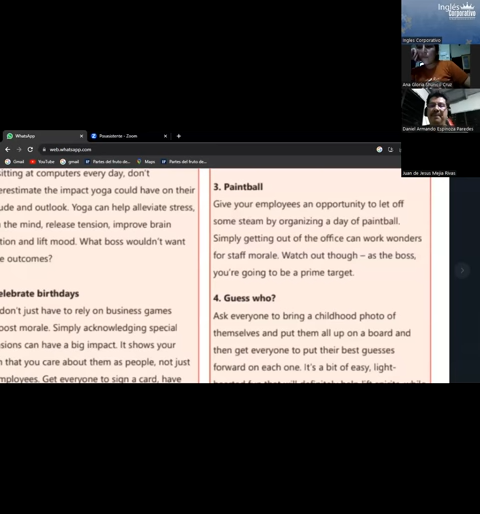 Inglés
Corporativo
Ingles Corporativo
Daniel Armando Espinoza Paredes
Juan de Jesus Mejia Rivas
WhatsApp
Zoom
web.whatsapp.com
Gmail
YouTube
gmail
Partes del fruto de...
Maps
Partes del fruto de...
sitting at computers every day, don't
erestimate the impact yoga could have on their
ude and outlook. Yoga can help alleviate stress,
n the mind, release tension, improve brain
tion and lift mood. What boss wouldn't want
e outcomes?
elebrate birthdays
don't just have to rely on business games
oost morale. Simply acknowledging special
sions can have a big impact. It shows your
n that you care about them as people, not just
mployees. Get everyone to sign a card, have
3. Paintball
Give your employees an opportunity to let off
some steam by organizing a day of paintball.
Simply getting out of the office can work wonders
for staff morale. Watch out though – as the boss,
you're going to be a prime target.
4. Guess who?
Ask everyone to bring a childhood photo of
themselves and put them all up on a board and
then get everyone to put their best guesses
forward on each one. It's a bit of easy, light-